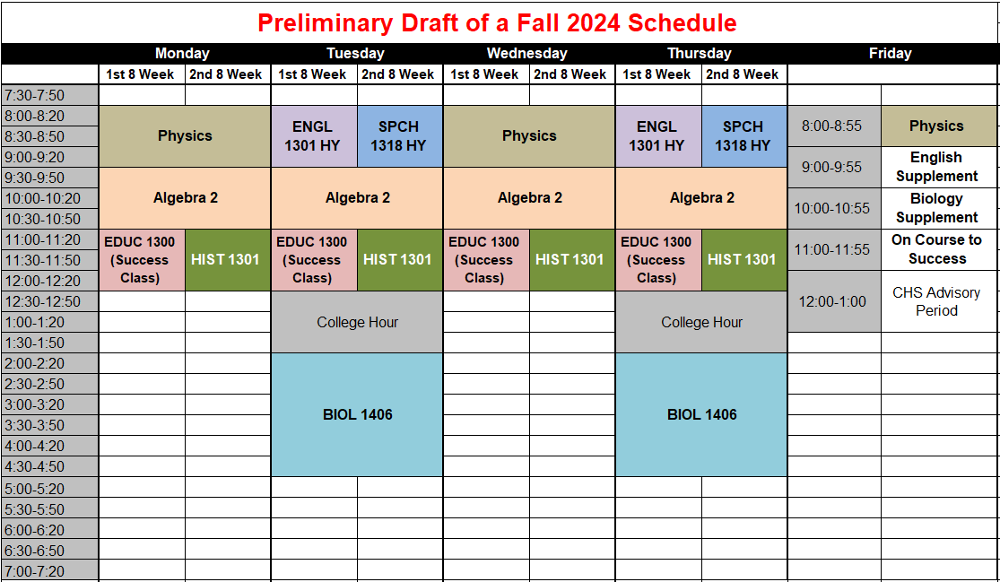 Preliminary Draft of a Fall 2024 Schedule
Monday Tuesday Wednesday Thursday Friday
1st 8 Week 2nd 8 Week 1st 8 Week 2nd 8 Week 1st 8 Week 2nd 8 Week 1st 8 Week 2nd 8 Week
7:30-7:50
8:00-8:20
8:30-8:50
9:00-9:20
9:30-9:50
10:00-10:20
10:30-10:50
11:00-11:20
11:30-11:50
12:00-12:20
12:30-12:50
1:00-1:20
1:30-1:50
2:00-2:20
2:30-2:50
3:00-3:20
3:30-3:50
4:00-4:20
4:30-4:50
5:00-5:20
5:30-5:50
6:00-6:20
6:30-6:50
7:00-7:20
Physics
Algebra 2
EDUC 1300
(Success
Class)
HIST 1301
ENGL
1301 HY
SPCH
1318 HY
Algebra 2
EDUC 1300
(Success
Class)
HIST 1301
College Hour
BIOL 1406
Physics
Algebra 2
EDUC 1300
(Success
Class)
HIST 1301
ENGL
1301 HY
SPCH
1318 HY
Algebra 2
EDUC 1300
(Success
Class)
HIST 1301
College Hour
BIOL 1406
8:00-8:55
Physics
9:00-9:55
English
Supplement
10:00-10:55
Biology
Supplement
11:00-11:55
On Course to
Success
12:00-1:00
CHS Advisory
Period